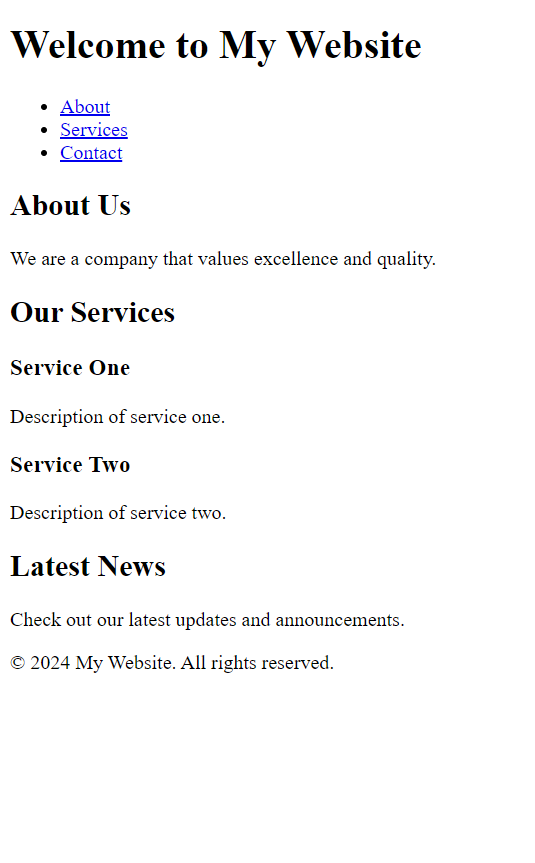 Welcome to My Website
About
Services
Contact
About Us
We are a company that values excellence and quality.
Our Services
Service One
Description of service one.
Service Two
Description of service two.
Latest News
Check out our latest updates and announcements.
© 2024 My Website. All rights reserved.